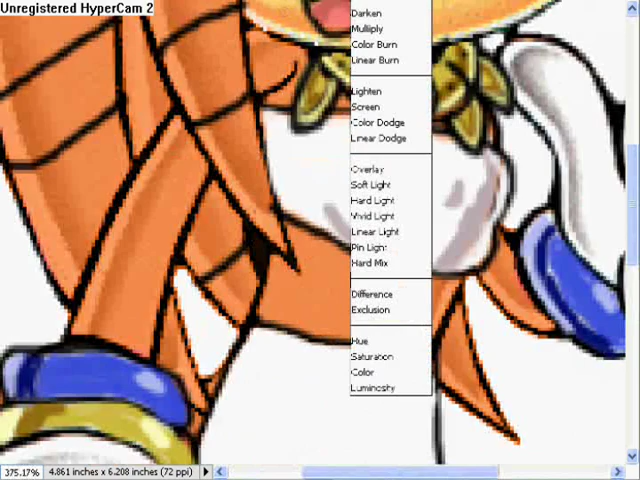 Unregistered HyperCam 2
Darken
Multiply
Color Burn
Linear Burn
Lighten
Screen
Color Dodge
Linear Dodge
Overlay
Soft Light
Hard Light
Vivid Light
Linear Light
Pin Light
Hard Mix
Difference
Exclusion
Hue
Saturation
Color
Luminosity
375.17% 4.861 inches x 6.208 inches (72 ppi)